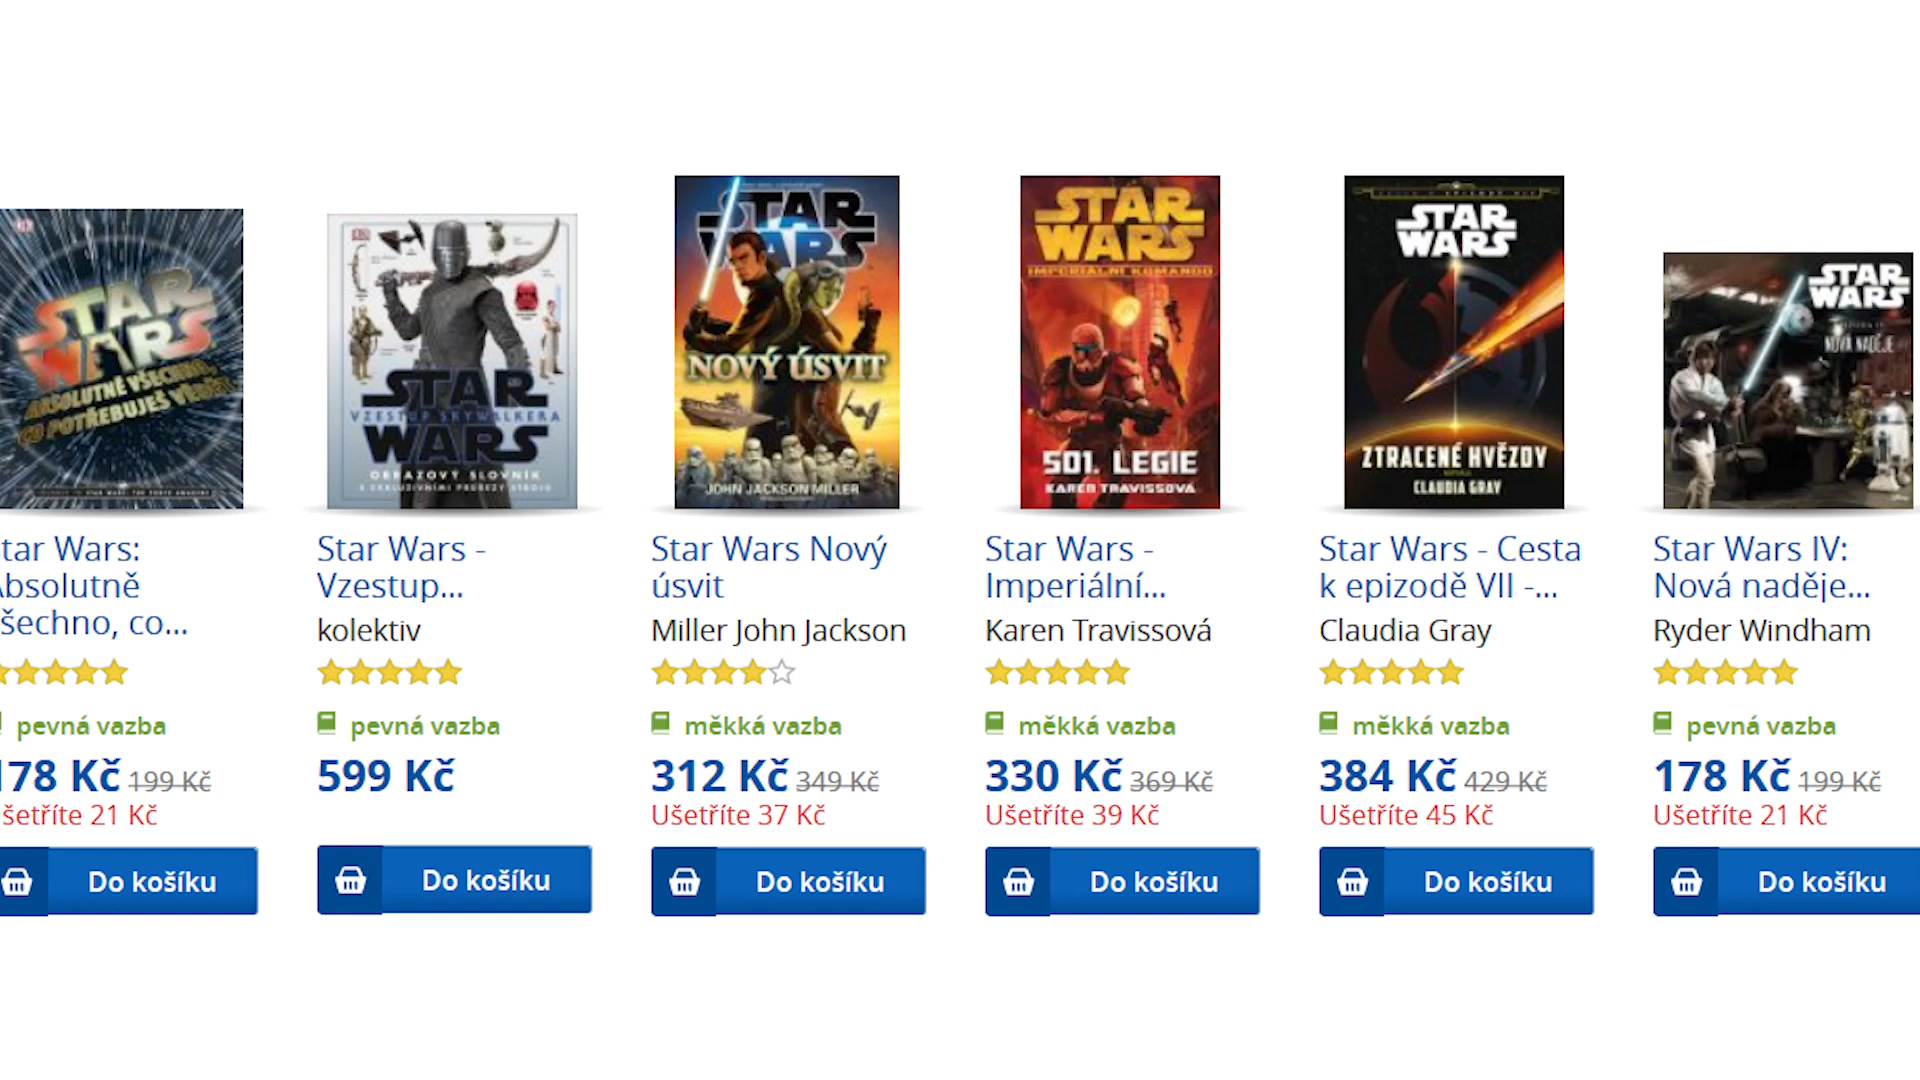 STAR
WARS
ABSOLUTNĚ VŠECHNO,
CO POTŘEBUJEŠ VĚDĚT
STAR
VZESTUP SKYWALKERA
WARS
OBRAZOVÝ SLOVNÍK
S EXKLUZIVNÍMI PRŮŘEZY STROJŮ
STAR
WARS
NOVÝ ÚSVIT
JOHN JACKSON MILLER
STAR
WARS
IMPERIÁLNÍ KOMANDO
501. LEGIE
KAREN TRAVISSOVÁ
STAR
WARS
ZTRACENÉ HVĚZDY
CLAUDIA GRAY
STAR
WARS
NOVÁ NADĚJE
tar Wars:
Absolutně
šechno, co...
pevná vazba
178 Kč 199 Kč
šetříte 21 Kč
Do košíku
Star Wars -
Vzestup...
kolektiv
pevná vazba
599 Kč
Do košíku
Star Wars Nový
úsvit
Miller John Jackson
měkká vazba
312 Kč 349 Kč
Ušetříte 37 Kč
Do košíku
Star Wars -
Imperiální...
Karen Travissová
měkká vazba
330 Kč 369 Kč
Ušetříte 39 Kč
Do košíku
Star Wars - Cesta
k epizodě VII -...
Claudia Gray
měkká vazba
384 Kč 429 Kč
Ušetříte 45 Kč
Do košíku
Star Wars IV:
Nová naděje...
Ryder Windham
pevná vazba
178 Kč 199 Kč
Ušetříte 21 Kč
Do košíku